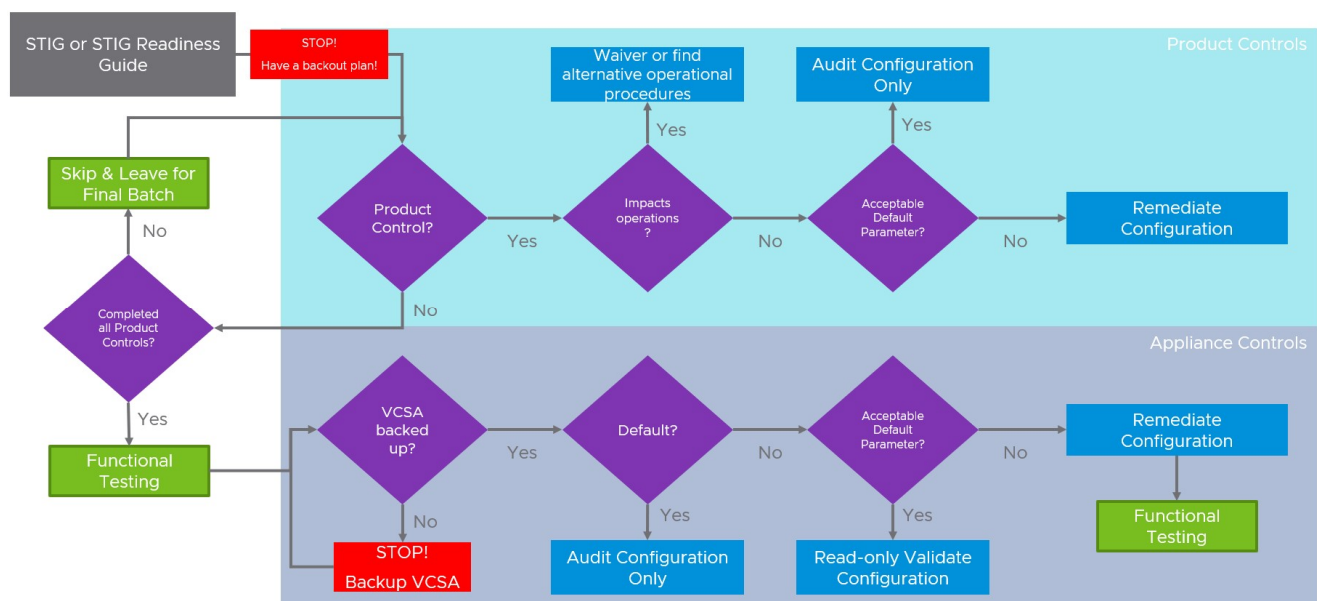 STIG or STIG Readiness
Guide
STOP!
Have a backout plan!
Product Controls
Waiver or find
alternative operational
procedures
Audit Configuration
Only
Yes
Yes
Skip & Leave for
Final Batch
Product
Control?
Impacts
operations
?
Acceptable
Default
Parameter?
Remediate
Configuration
Yes
No
No
No
No
Completed
all Product
Controls?
Appliance Controls
Yes
Functional
Testing
VCSA
backed
up?
Default?
Acceptable
Default
Parameter?
Remediate
Configuration
Yes
No
No
No
Yes
Yes
STOP!
Backup VCSA
Audit Configuration
Only
Read-only Validate
Configuration
Functional
Testing